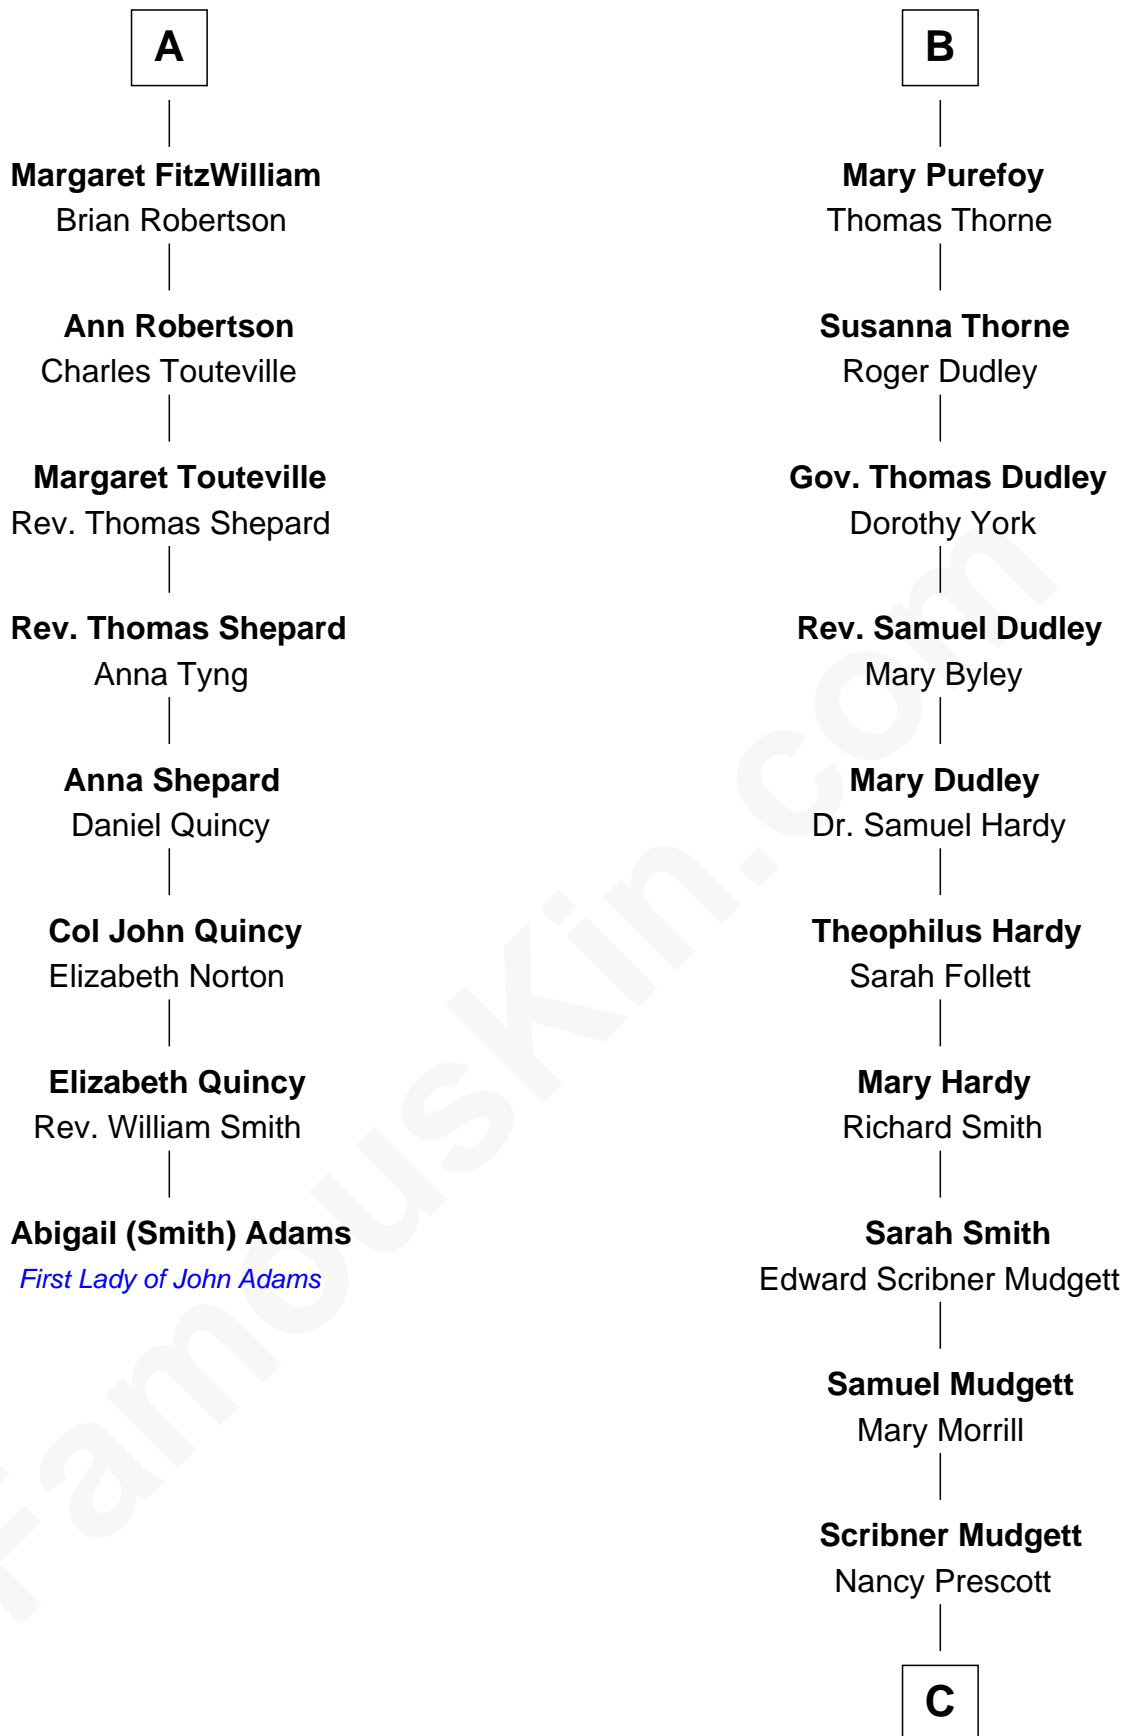 A
Margaret FitzWilliam
Brian Robertson
Ann Robertson
Charles Touteville
Margaret Touteville
Rev. Thomas Shepard
Rev. Thomas Shepard
Anna Tyng
Anna Shepard
Daniel Quincy
Col John Quincy
Elizabeth Norton
Elizabeth Quincy
Rev. William Smith
Abigail (Smith) Adams
First Lady of John Adams
B
Mary Purefoy
Thomas Thorne
Susanna Thorne
Roger Dudley
Gov. Thomas Dudley
Dorothy York
Rev. Samuel Dudley
Mary Byley
Mary Dudley
Dr. Samuel Hardy
Theophilus Hardy
Sarah Follett
Mary Hardy
Richard Smith
Sarah Smith
Edward Scribner Mudgett
Samuel Mudgett
Mary Morrill
Scribner Mudgett
Nancy Prescott
C
FamousKin.com